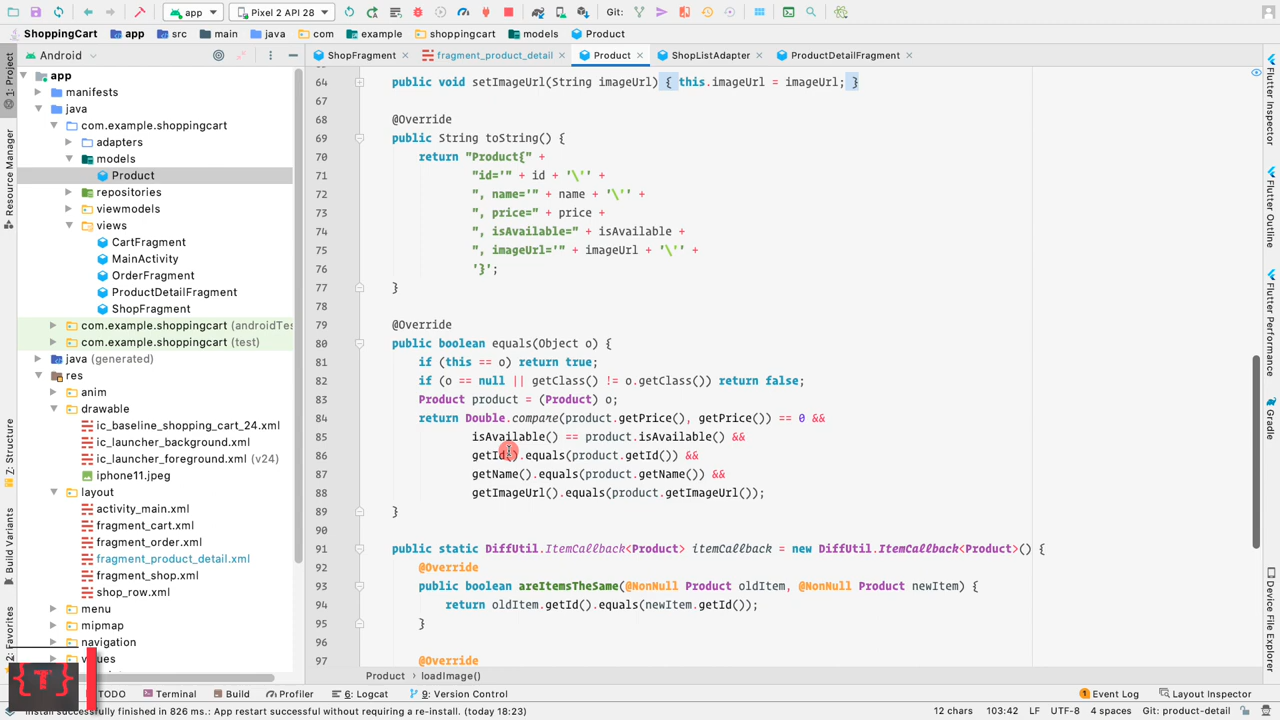 app
Pixel 2 API 28
Git:
ShoppingCart
app
src
main
java
com
example
shoppingcart
Product
Android
ShopFragment
fragment_product_detail
Product
ShopListAdapter
ProductDetailFragment
1: Project
Resource Manager
Z: Structure
Build Variants
2: Favorites
app
manifests
java
com.example.shoppingcart
adapters
models
Product
repositories
viewmodels
views
CartFragment
MainActivity
OrderFragment
ProductDetailFragment
ShopFragment
com.example.shoppingcart (androidTes
com.example.shoppingcart (test)
java (generated)
res
anim
drawable
ic_baseline_shopping_cart_24.xml
ic_launcher_background.xml
ic_launcher_foreground.xml (v24)
iphone11.jpeg
layout
activity_main.xml
fragment_cart.xml
fragment_order.xml
fragment_product_detail.xml
fragment_shop.xml
shop_row.xml
menu
mipmap
navigation
values
64 public void setImageUrl(String imageUrl) { this.imageUrl = imageUrl; }
67
68 @Override
69 public String toString() {
70 return "Product{" +
71 "id='" + id + '\'' +
72 ", name='" + name + '\'' +
73 ", price=" + price +
74 ", isAvailable=" + isAvailable +
75 ", imageUrl='" + imageUrl + '\'' +
76 '}';
77 }
78
79 @Override
80 public boolean equals(Object o) {
81 if (this == o) return true;
82 if (o == null || getClass() != o.getClass()) return false;
83 Product product = (Product) o;
84 return Double.compare(product.getPrice(), getPrice()) == 0 &&
85 isAvailable() == product.isAvailable() &&
86 getId().equals(product.getId()) &&
87 getName().equals(product.getName()) &&
88 getImageUrl().equals(product.getImageUrl());
89 }
90
91 public static DiffUtil.ItemCallback<Product> itemCallback = new DiffUtil.ItemCallback<Product>() {
92 @Override
93 public boolean areItemsTheSame(@NonNull Product oldItem, @NonNull Product newItem) {
94 return oldItem.getId().equals(newItem.getId());
95 }
96
97 @Override
Product
loadImage()
Flutter Inspector
Flutter Performance
Gradle
Device File Explorer
{T}
TODO
Terminal
Build
Profiler
6: Logcat
9: Version Control
1 Event Log
Layout Inspector
Install successfully finished in 826 ms.: App restart successful without requiring a re-install. (today 18:23)
12 chars
103:42
LF
UTF-8
4 spaces
Git: product-detail